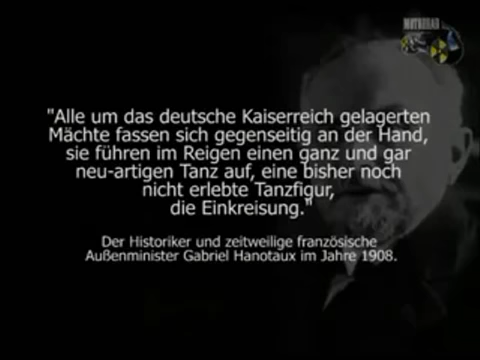 MOTORRAD
"Alle um das deutsche Kaiserreich gelagerten
Mächte fassen sich gegenseitig an der Hand,
sie führen im Reigen einen ganz und gar
neu-artigen Tanz auf, eine bisher noch
nicht erlebte Tanzfigur,
die Einkreisung."
Der Historiker und zeitweilige französische
Außenminister Gabriel Hanotaux im Jahre 1908.